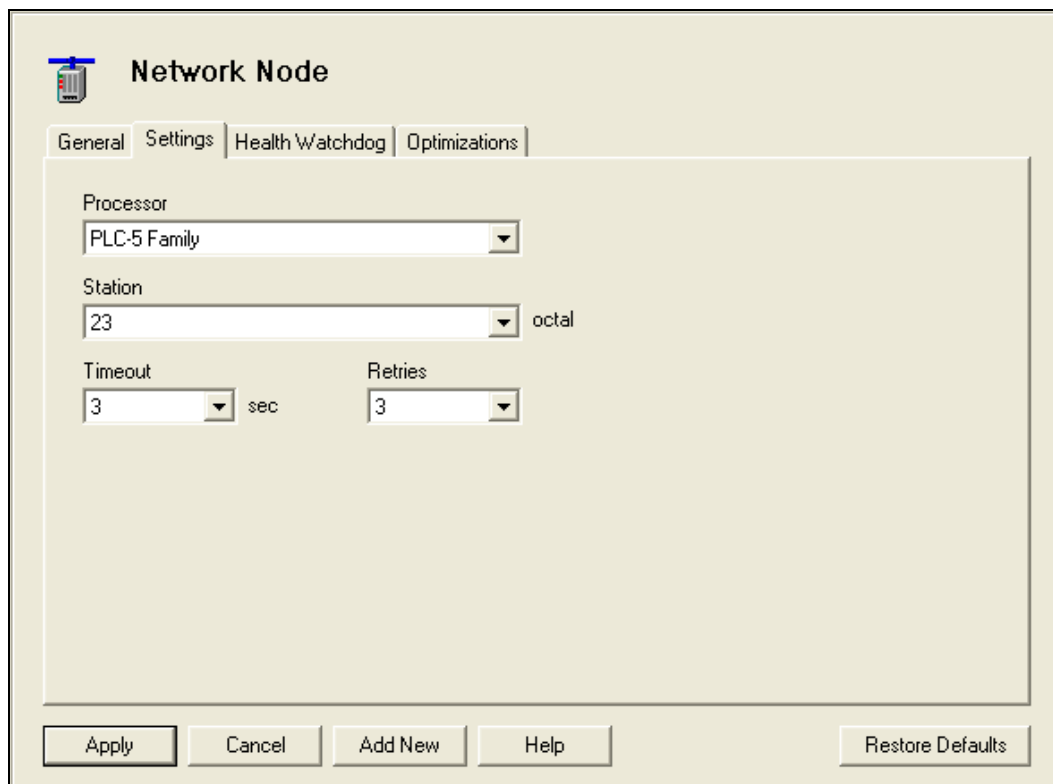 Network Node
General Settings Health Watchdog Optimizations
Processor
PLC-5 Family
Station
23 octal
Timeout Retries
3 sec 3
Apply Cancel Add New Help Restore Defaults